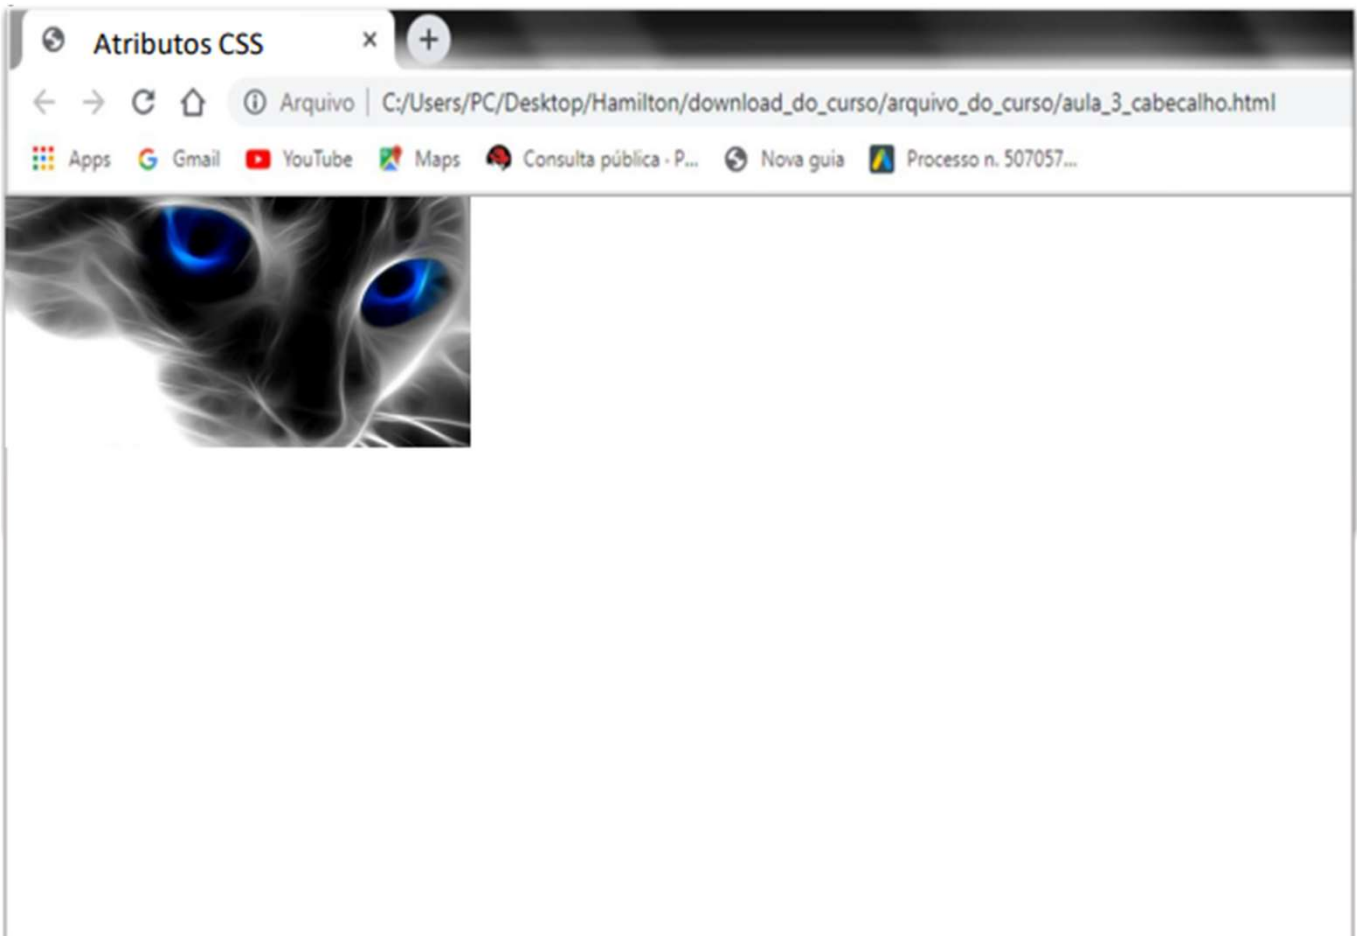 Atributos CSS
Arquivo C:/Users/PC/Desktop/Hamilton/download_do_curso/arquivo_do_curso/aula_3_cabecalho.html
Apps Gmail YouTube Maps Consulta pública · P... Nova guia Processo n. 507057...